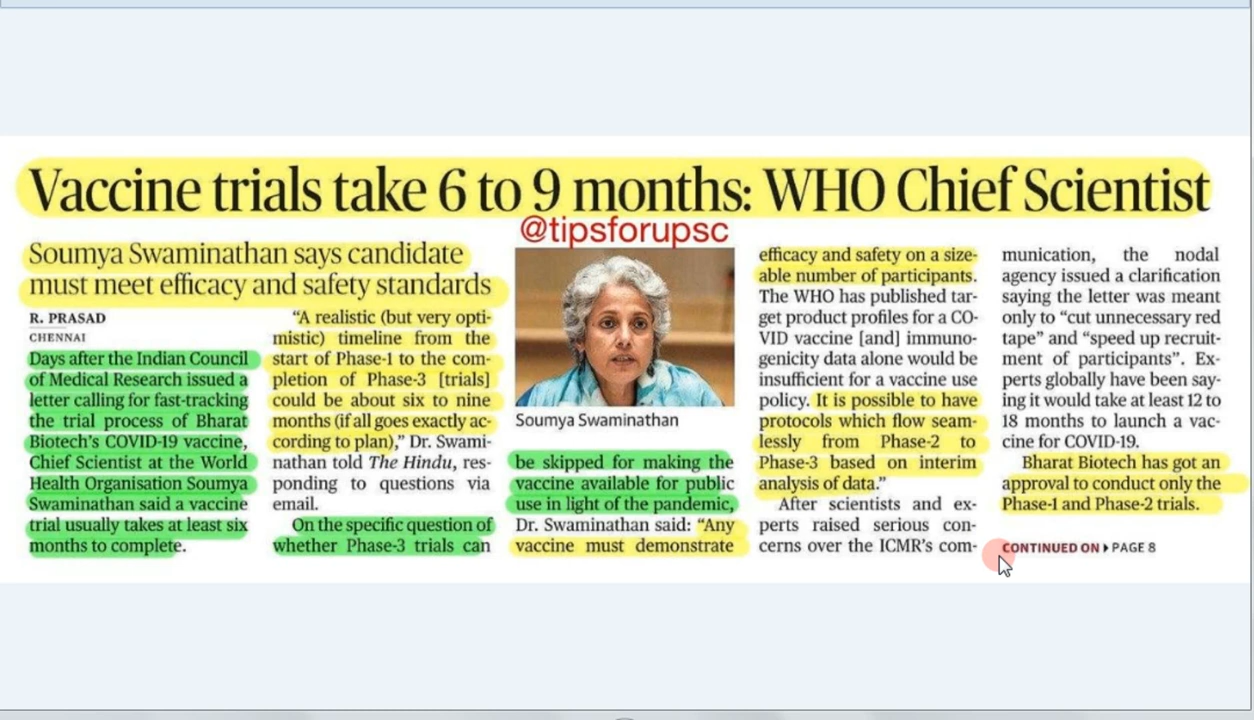 Vaccine trials take 6 to 9 months: WHO Chief Scientist
@tipsforupsc
Soumya Swaminathan says candidate
must meet efficacy and safety standards
R. PRASAD
CHENNAI
Days after the Indian Council
of Medical Research issued a
letter calling for fast-tracking
the trial process of Bharat
Biotech's COVID-19 vaccine,
Chief Scientist at the World
Health Organisation Soumya
Swaminathan said a vaccine
trial usually takes at least six
months to complete.
"A realistic (but very opti-
mistic) timeline from the
start of Phase-1 to the com-
pletion of Phase-3 [trials]
could be about six to nine
months (if all goes exactly ac-
cording to plan)," Dr. Swami-
nathan told The Hindu, res-
ponding to questions via
email.
On the specific question of
whether Phase-3 trials can
Soumya Swaminathan
be skipped for making the
vaccine available for public
use in light of the pandemic,
Dr. Swaminathan said: "Any
vaccine must demonstrate
efficacy and safety on a size-
able number of participants.
The WHO has published tar-
get product profiles for a CO-
VID vaccine [and] immuno-
genicity data alone would be
insufficient for a vaccine use
policy. It is possible to have
protocols which flow seam-
lessly from Phase-2 to
Phase-3 based on interim
analysis of data."
After scientists and ex-
perts raised serious con-
cerns over the ICMR's com-
munication, the nodal
agency issued a clarification
saying the letter was meant
only to "cut unnecessary red
tape" and "speed up recruit-
ment of participants". Ex-
perts globally have been say-
ing it would take at least 12 to
18 months to launch a vac-
cine for COVID-19.
Bharat Biotech has got an
approval to conduct only the
Phase-1 and Phase-2 trials.
CONTINUED ON PAGE 8